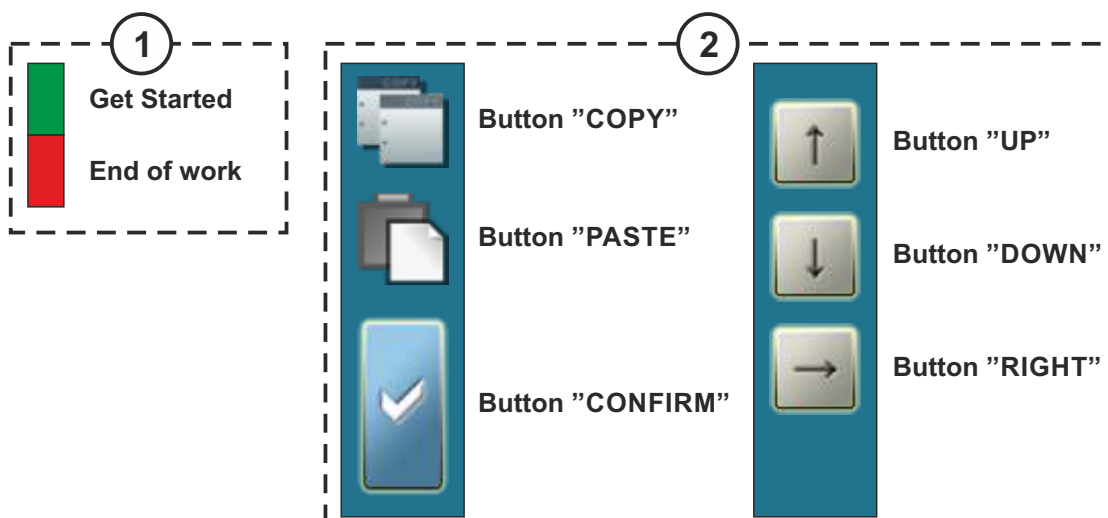 1
Get Started
End of work
2
Button ”COPY”
Button ”PASTE”
Button ”CONFIRM”
Button ”UP”
Button ”DOWN”
Button ”RIGHT”